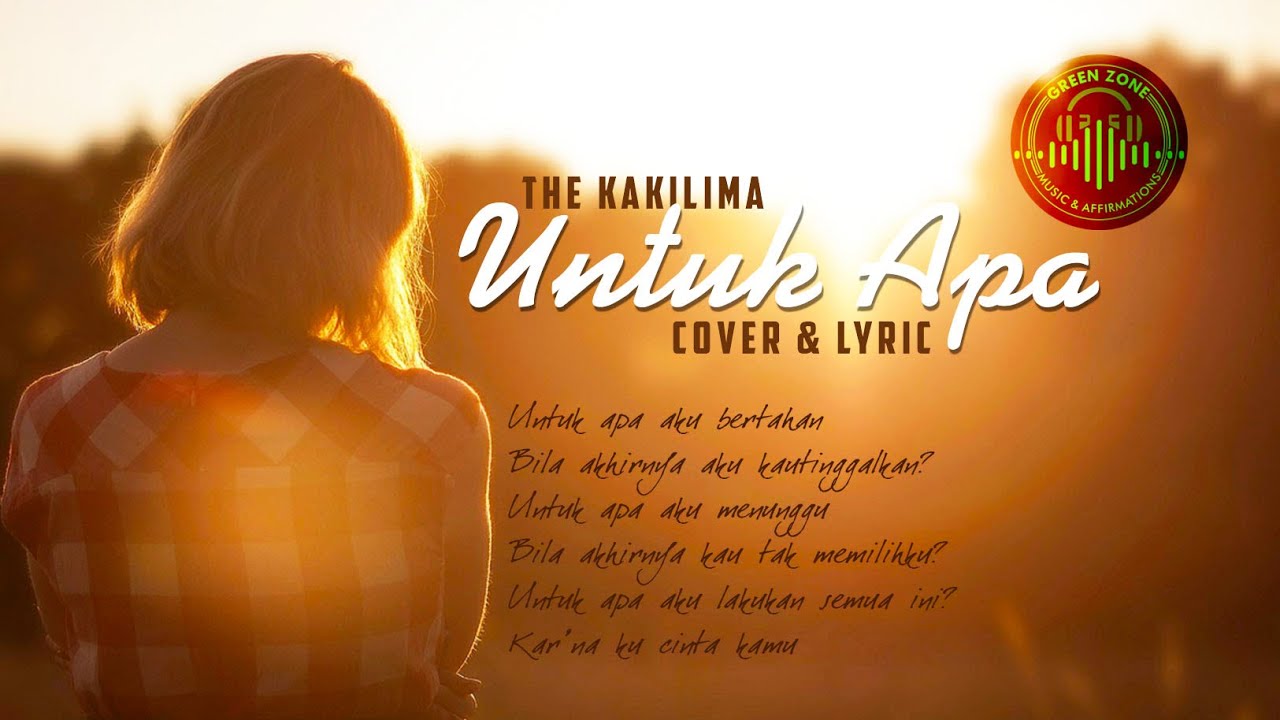 GREEN ZONE
MUSIC & AFFIRMATIONS
THE KAKILIMA
Untuk Apa
COVER & LYRIC
Untuk apa aku bertahan
Bila akhirnya aku kautinggalkan?
Untuk apa aku menunggu
Bila akhirnya kau tak memilihku?
Untuk apa aku lakukan semua ini?
Kar'na ku cinta kamu